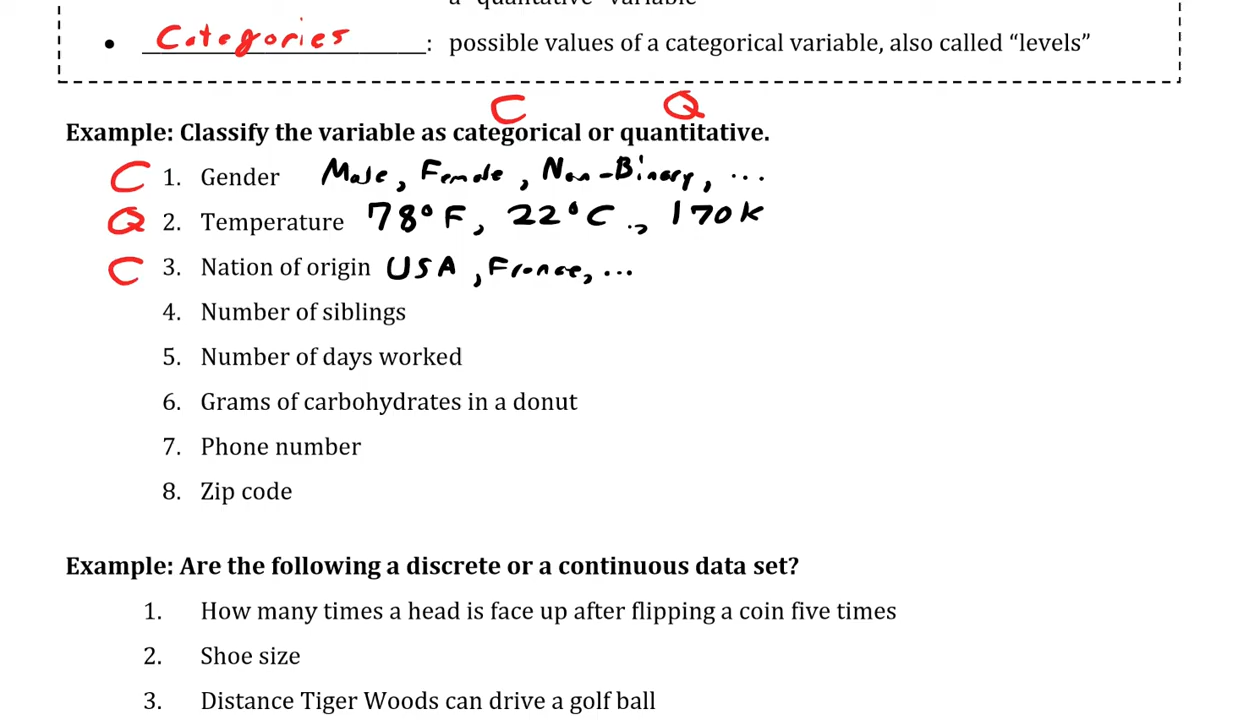 a "quantitative" variable
• Categories: possible values of a categorical variable, also called “levels”
C Q
Example: Classify the variable as categorical or quantitative.
C 1. Gender Male, Female, Non-Binary, ...
Q 2. Temperature 78°F, 22°C, 170K
C 3. Nation of origin USA, France, ...
4. Number of siblings
5. Number of days worked
6. Grams of carbohydrates in a donut
7. Phone number
8. Zip code
Example: Are the following a discrete or a continuous data set?
1. How many times a head is face up after flipping a coin five times
2. Shoe size
3. Distance Tiger Woods can drive a golf ball